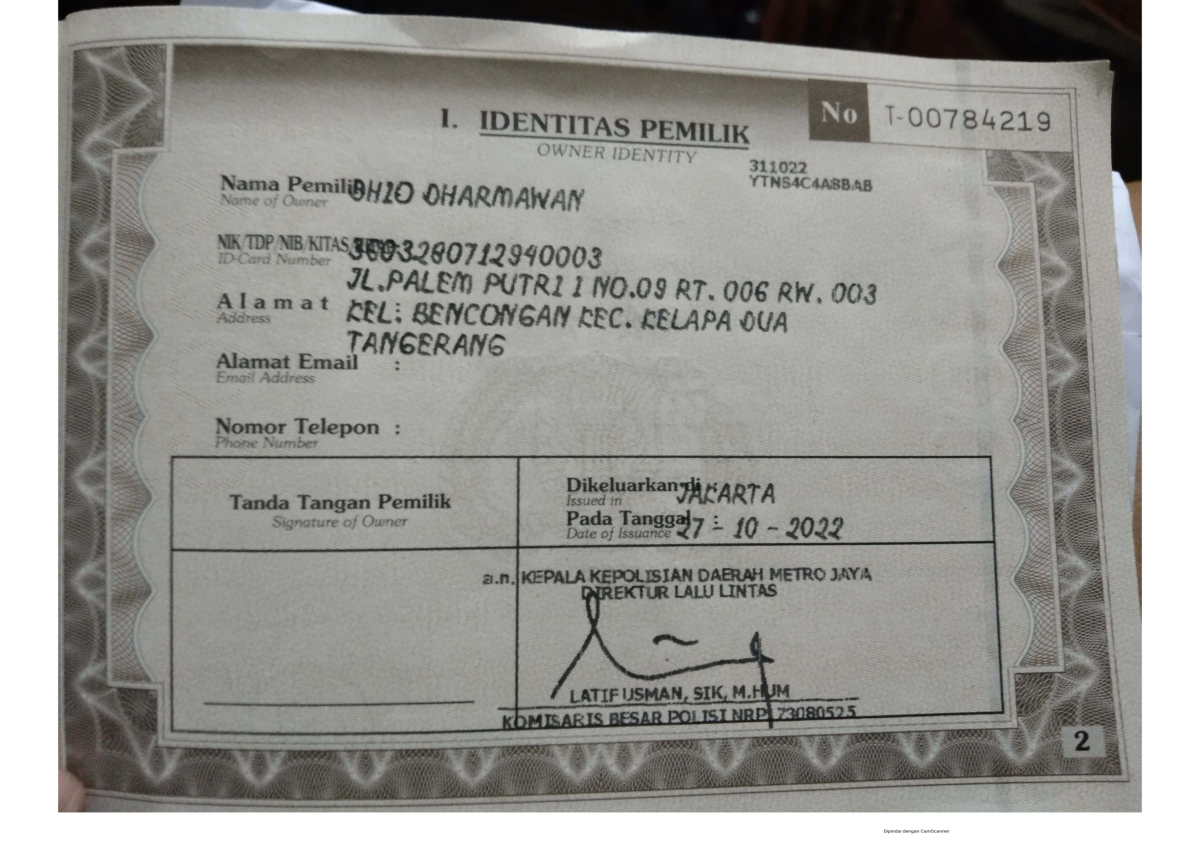 No T-00784219
I. IDENTITAS PEMILIK
OWNER IDENTITY
311022
YTNS4C4A8BAB
Nama Pemilik DHIO DHARMAWAN
Name of Owner
NIK/TDP/NIB/KITAS 3603280712940003
ID-Card Number
JL.PALEM PUTRI 1 NO.09 RT. 006 RW. 003
Alamat KEL: BENCONGAN KEC. KELAPA DUA
Address
TANGERANG
Alamat Email :
Email Address
Nomor Telepon :
Phone Number
Tanda Tangan Pemilik
Signature of Owner
Dikeluarkan di : JAKARTA
Issued in
Pada Tanggal : 27 - 10 - 2022
Date of Issuance
a.n. KEPALA KEPOLISIAN DAERAH METRO JAYA
DIREKTUR LALU LINTAS
LATIF USMAN, SIK, M.HUM
KOMISARIS BESAR POLISI NRP 73080525
2
Dipindai dengan CamScanner